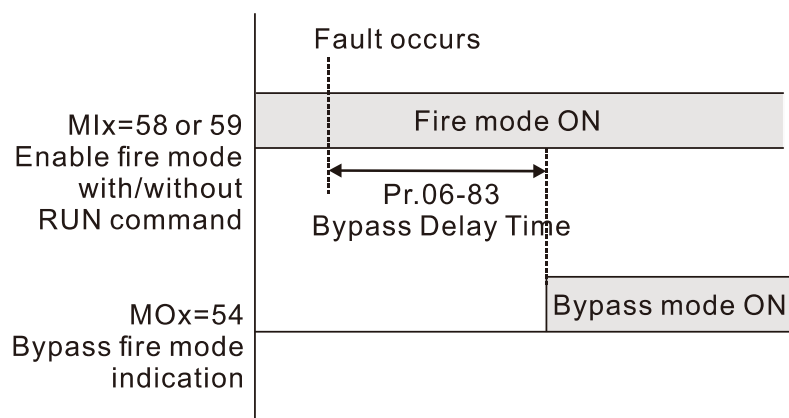 Fault occurs
MIx=58 or 59
Enable fire mode
with/without
RUN command
Fire mode ON
Pr.06-83
Bypass Delay Time
MOx=54
Bypass fire mode
indication
Bypass mode ON